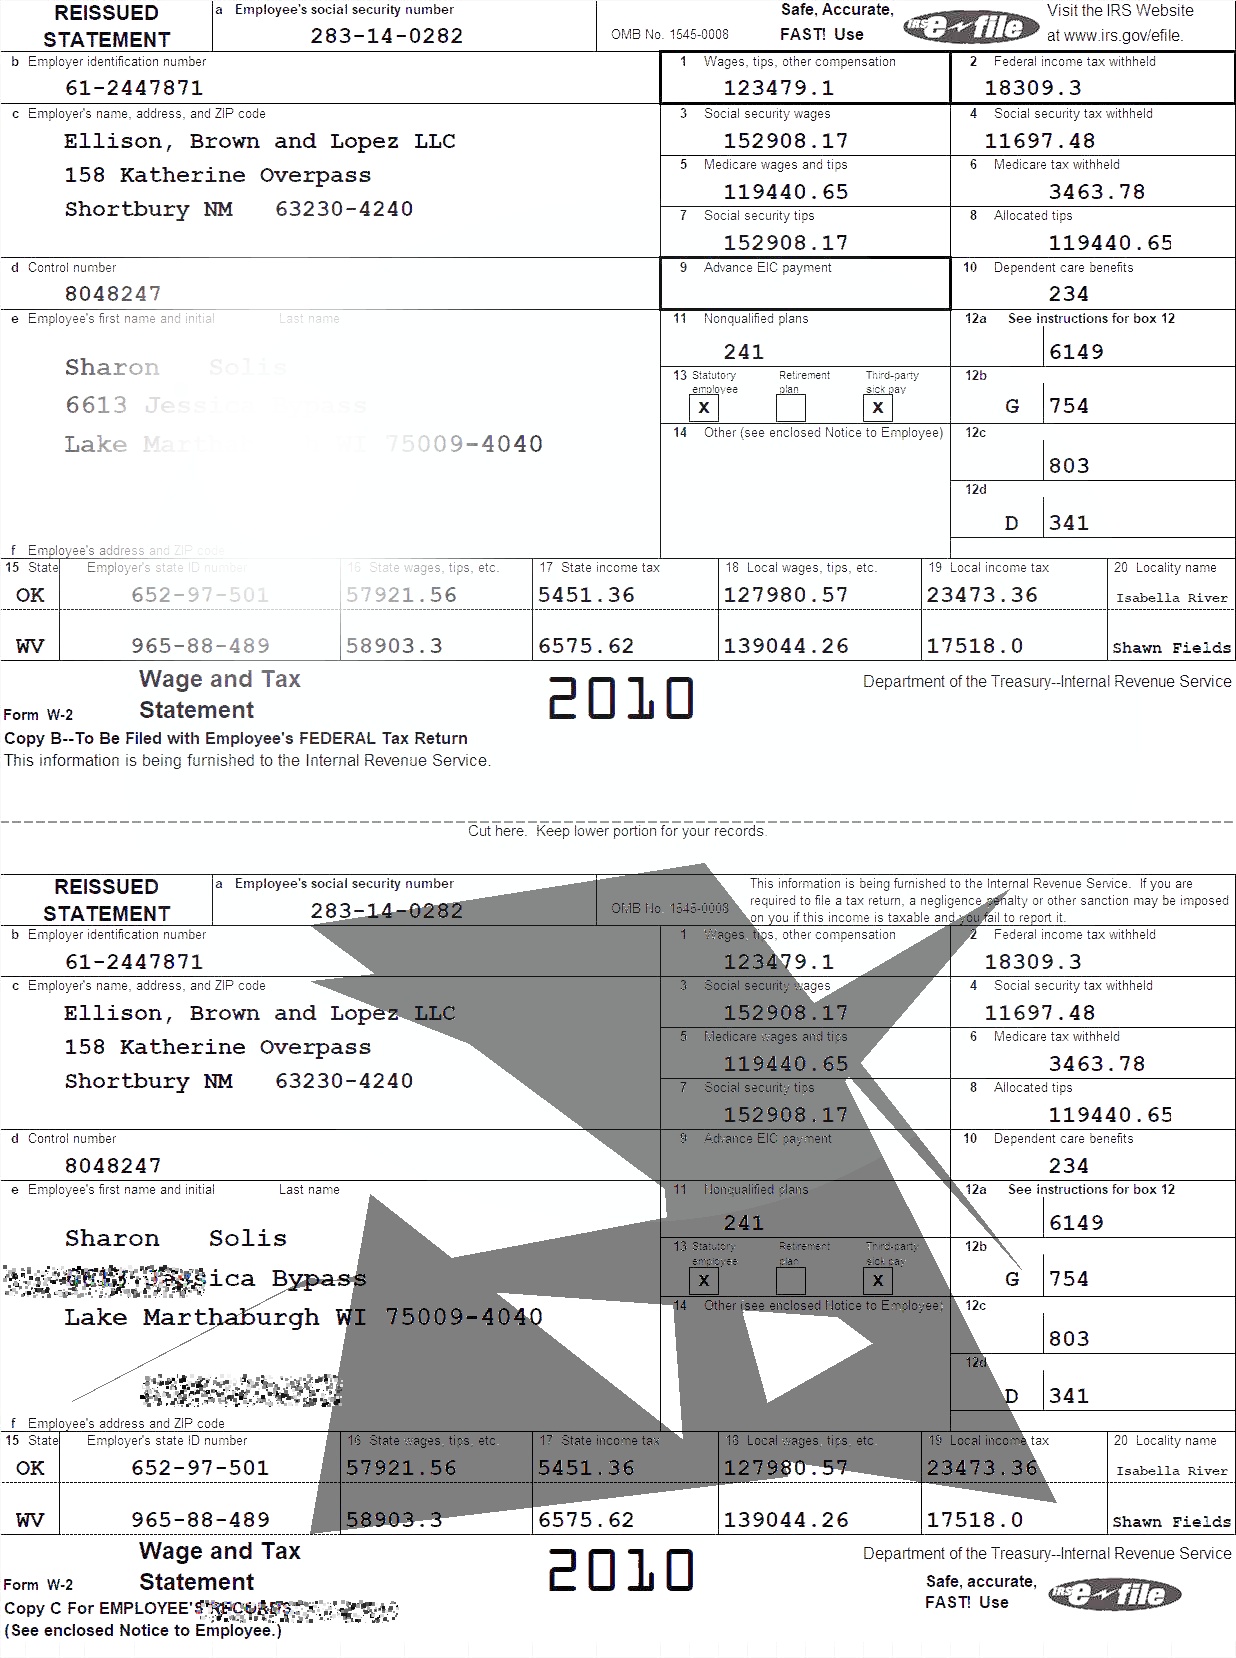 REISSUED STATEMENT
a Employee's social security number
283-14-0282
OMB No. 1545-0008
Safe, Accurate, FAST! Use
IRS e-file
Visit the IRS Website at www.irs.gov/efile.
b Employer identification number
61-2447871
1 Wages, tips, other compensation
123479.1
2 Federal income tax withheld
18309.3
c Employer's name, address, and ZIP code
Ellison, Brown and Lopez LLC
158 Katherine Overpass
Shortbury NM 63230-4240
3 Social security wages
152908.17
4 Social security tax withheld
11697.48
5 Medicare wages and tips
119440.65
6 Medicare tax withheld
3463.78
7 Social security tips
152908.17
8 Allocated tips
119440.65
d Control number
8048247
9 Advance EIC payment
10 Dependent care benefits
234
e Employee's first name and initial Last name
Sharon Solis
6613 Jessica Bypass
Lake Marthaburgh WI 75009-4040
11 Nonqualified plans
241
12a See instructions for box 12
6149
13 Statutory employee X
Retirement plan
Third-party sick pay X
12b
G 754
14 Other (see enclosed Notice to Employee)
12c
803
12d
D 341
f Employee's address and ZIP code
15 State Employer's state ID number 16 State wages, tips, etc. 17 State income tax 18 Local wages, tips, etc. 19 Local income tax 20 Locality name
OK 652-97-501 57921.56 5451.36 127980.57 23473.36 Isabella River
WV 965-88-489 58903.3 6575.62 139044.26 17518.0 Shawn Fields
Form W-2 Wage and Tax Statement 2010 Department of the Treasury--Internal Revenue Service
Copy B--To Be Filed with Employee's FEDERAL Tax Return
This information is being furnished to the Internal Revenue Service.
Cut here. Keep lower portion for your records.
REISSUED STATEMENT
a Employee's social security number
283-14-0282
OMB No. 1545-0008
This information is being furnished to the Internal Revenue Service. If you are
required to file a tax return, a negligence penalty or other sanction may be imposed
on you if this income is taxable and you fail to report it.
b Employer identification number
61-2447871
1 Wages, tips, other compensation
123479.1
2 Federal income tax withheld
18309.3
c Employer's name, address, and ZIP code
Ellison, Brown and Lopez LLC
158 Katherine Overpass
Shortbury NM 63230-4240
3 Social security wages
152908.17
4 Social security tax withheld
11697.48
5 Medicare wages and tips
119440.65
6 Medicare tax withheld
3463.78
7 Social security tips
152908.17
8 Allocated tips
119440.65
d Control number
8048247
9 Advance EIC payment
10 Dependent care benefits
234
e Employee's first name and initial Last name
Sharon Solis
Bypass
Lake Marthaburgh WI 75009-4040
11 Nonqualified plans
241
12a See instructions for box 12
6149
13 Statutory employee X
Retirement plan
Third-party sick pay X
12b
G 754
14 Other (see enclosed Notice to Employee)
12c
803
12d
D 341
f Employee's address and ZIP code
15 State Employer's state ID number 16 State wages, tips, etc. 17 State income tax 18 Local wages, tips, etc. 19 Local income tax 20 Locality name
OK 652-97-501 57921.56 5451.36 127980.57 23473.36 Isabella River
WV 965-88-489 58903.3 6575.62 139044.26 17518.0 Shawn Fields
Form W-2 Wage and Tax Statement 2010 Department of the Treasury--Internal Revenue Service
Safe, accurate, FAST! Use
IRS e-file
Copy C For EMPLOYEE'S RECORDS
(See enclosed Notice to Employee.)